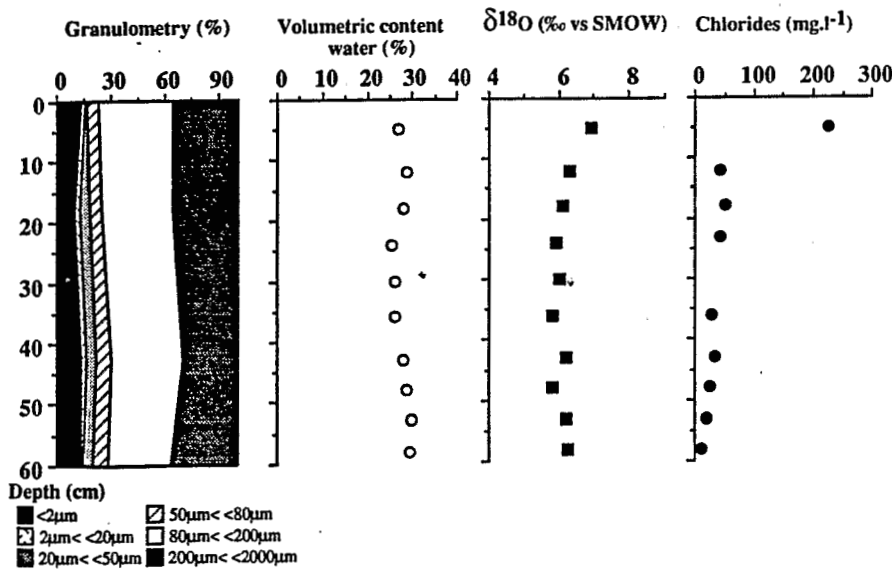 Granulometry (%)
0 30 60 90
Volumetric content
water (%)
0 10 20 30 40
δ¹⁸O (‰ vs SMOW)
4 6 8
Chlorides (mg.l⁻¹)
0 100 200 300
0
10
20
30
40
50
60
Depth (cm)
<2µm
2µm< <20µm
20µm< <50µm
50µm< <80µm
80µm< <200µm
200µm< <2000µm